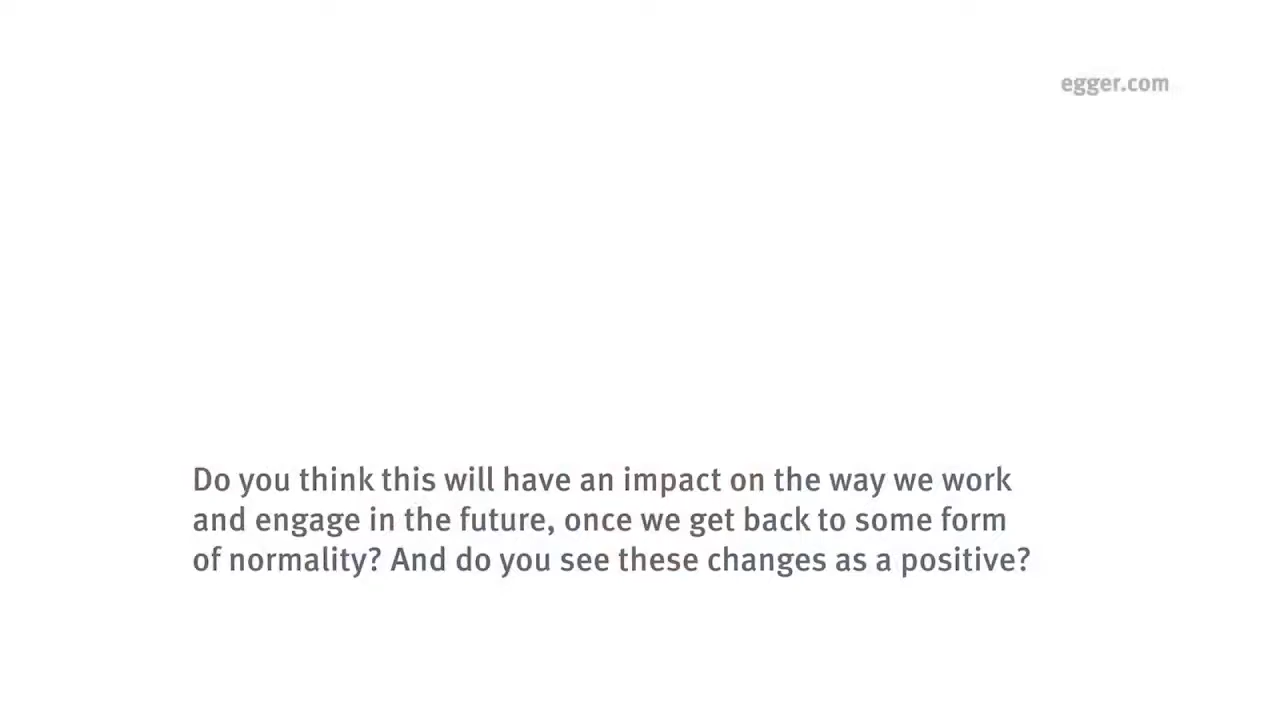 egger.com
Do you think this will have an impact on the way we work
and engage in the future, once we get back to some form
of normality? And do you see these changes as a positive?